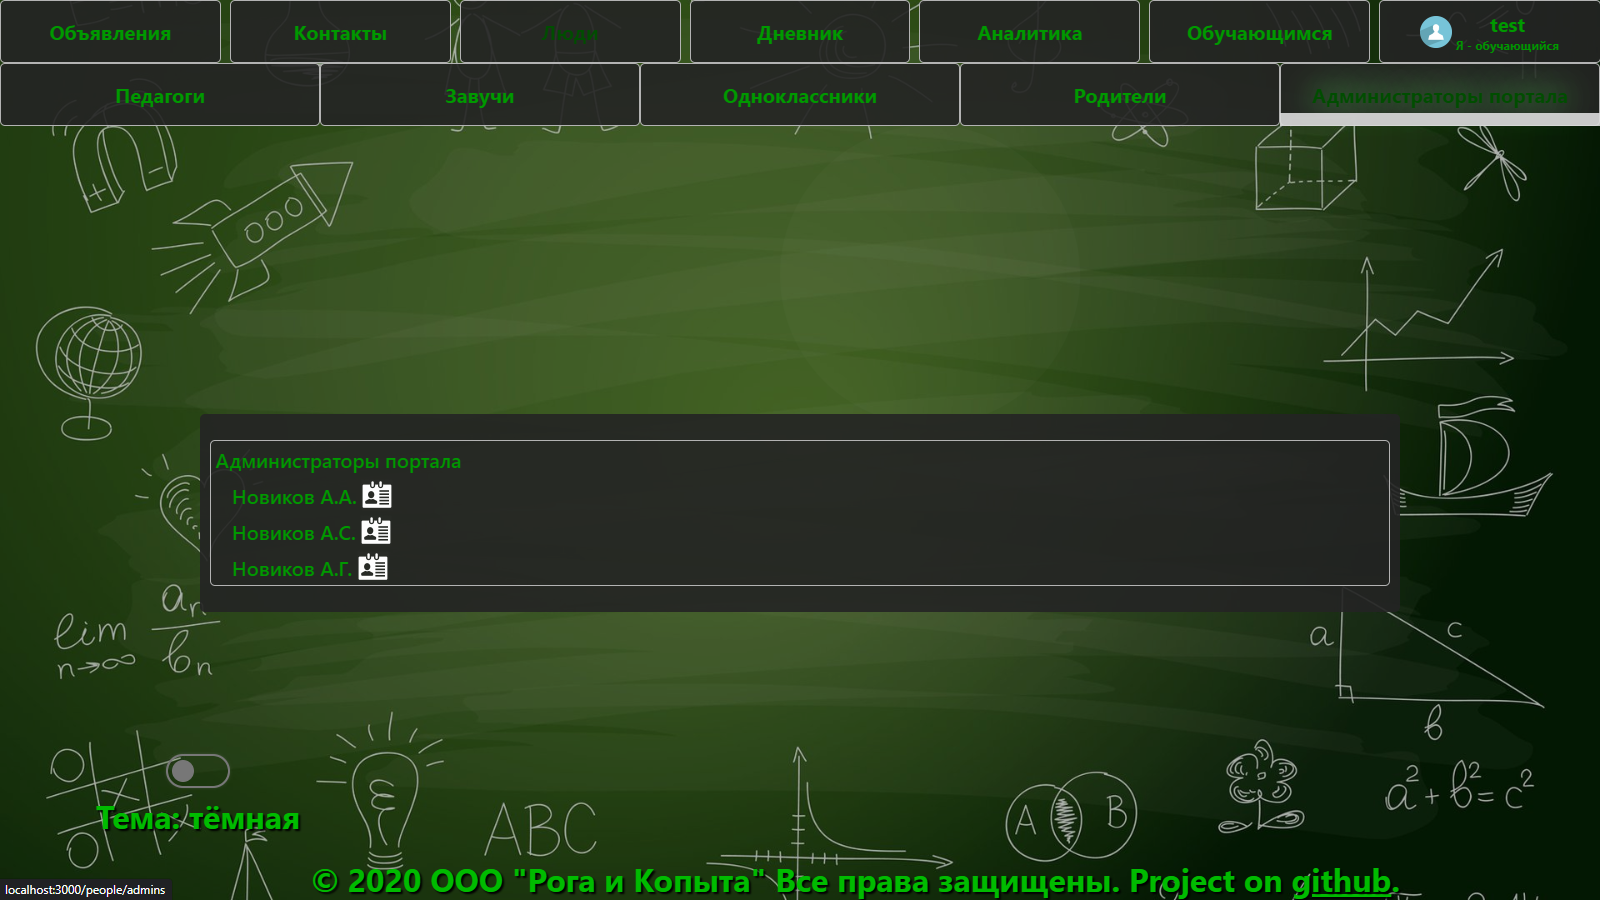 Объявления
Контакты
Люди
Дневник
Аналитика
Обучающимся
test
Я - обучающийся
Педагоги
Завучи
Одноклассники
Родители
Администраторы портала
Администраторы портала
Новиков А.А.
Новиков А.С.
Новиков А.Г.
lim
n→∞
aₙ
bₙ
a
c
b
Тема: тёмная
ABC
A
B
a² + b² = c²
© 2020 ООО "Рога и Копыта" Все права защищены. Project on github.
localhost:3000/people/admins